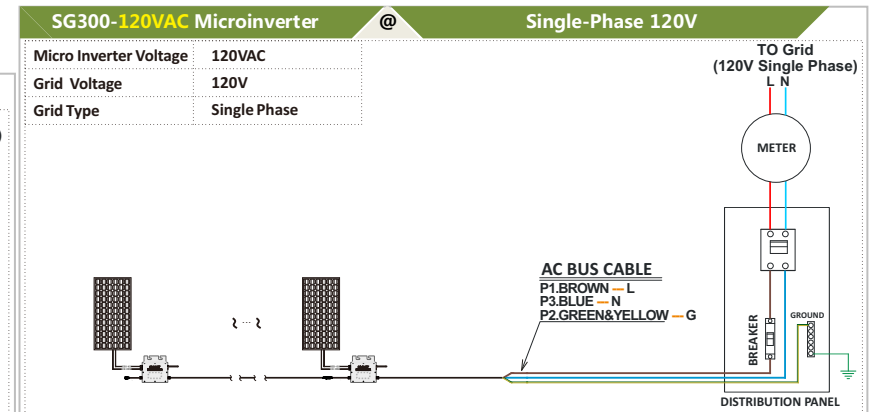 SG300-120VAC Microinverter @ Single-Phase 120V
Micro Inverter Voltage 120VAC
Grid Voltage 120V
Grid Type Single Phase
TO Grid
(120V Single Phase)
L N
METER
AC BUS CABLE
P1.BROWN — L
P3.BLUE — N
P2.GREEN&YELLOW — G
BREAKER
GROUND
DISTRIBUTION PANEL